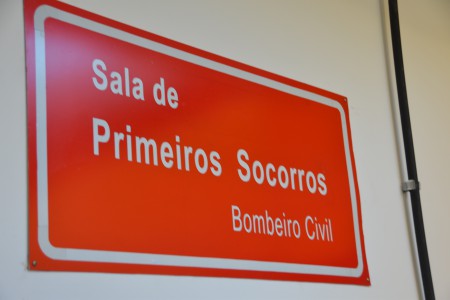 Sala de
Primeiros Socorros
Bombeiro Civil